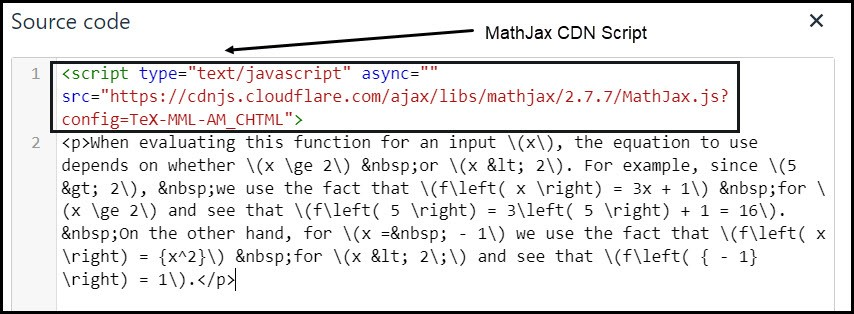 Source code
×
MathJax CDN Script
1 <script type="text/javascript" async=""
src="https://cdnjs.cloudflare.com/ajax/libs/mathjax/2.7.7/MathJax.js?
config=TeX-MML-AM_CHTML">
2 <p>When evaluating this function for an input \(x\), the equation to use
depends on whether \(x \ge 2\) &nbsp;or \(x &lt; 2\). For example, since \(5
&gt; 2\), &nbsp;we use the fact that \(f\left( x \right) = 3x + 1\) &nbsp;for \
(x \ge 2\) and see that \(f\left( 5 \right) = 3\left( 5 \right) + 1 = 16\).
&nbsp;On the other hand, for \(x =&nbsp; - 1\) we use the fact that \(f\left( x
\right) = {x^2}\) &nbsp;for \(x &lt; 2\;\) and see that \(f\left( { - 1}
\right) = 1\).</p>